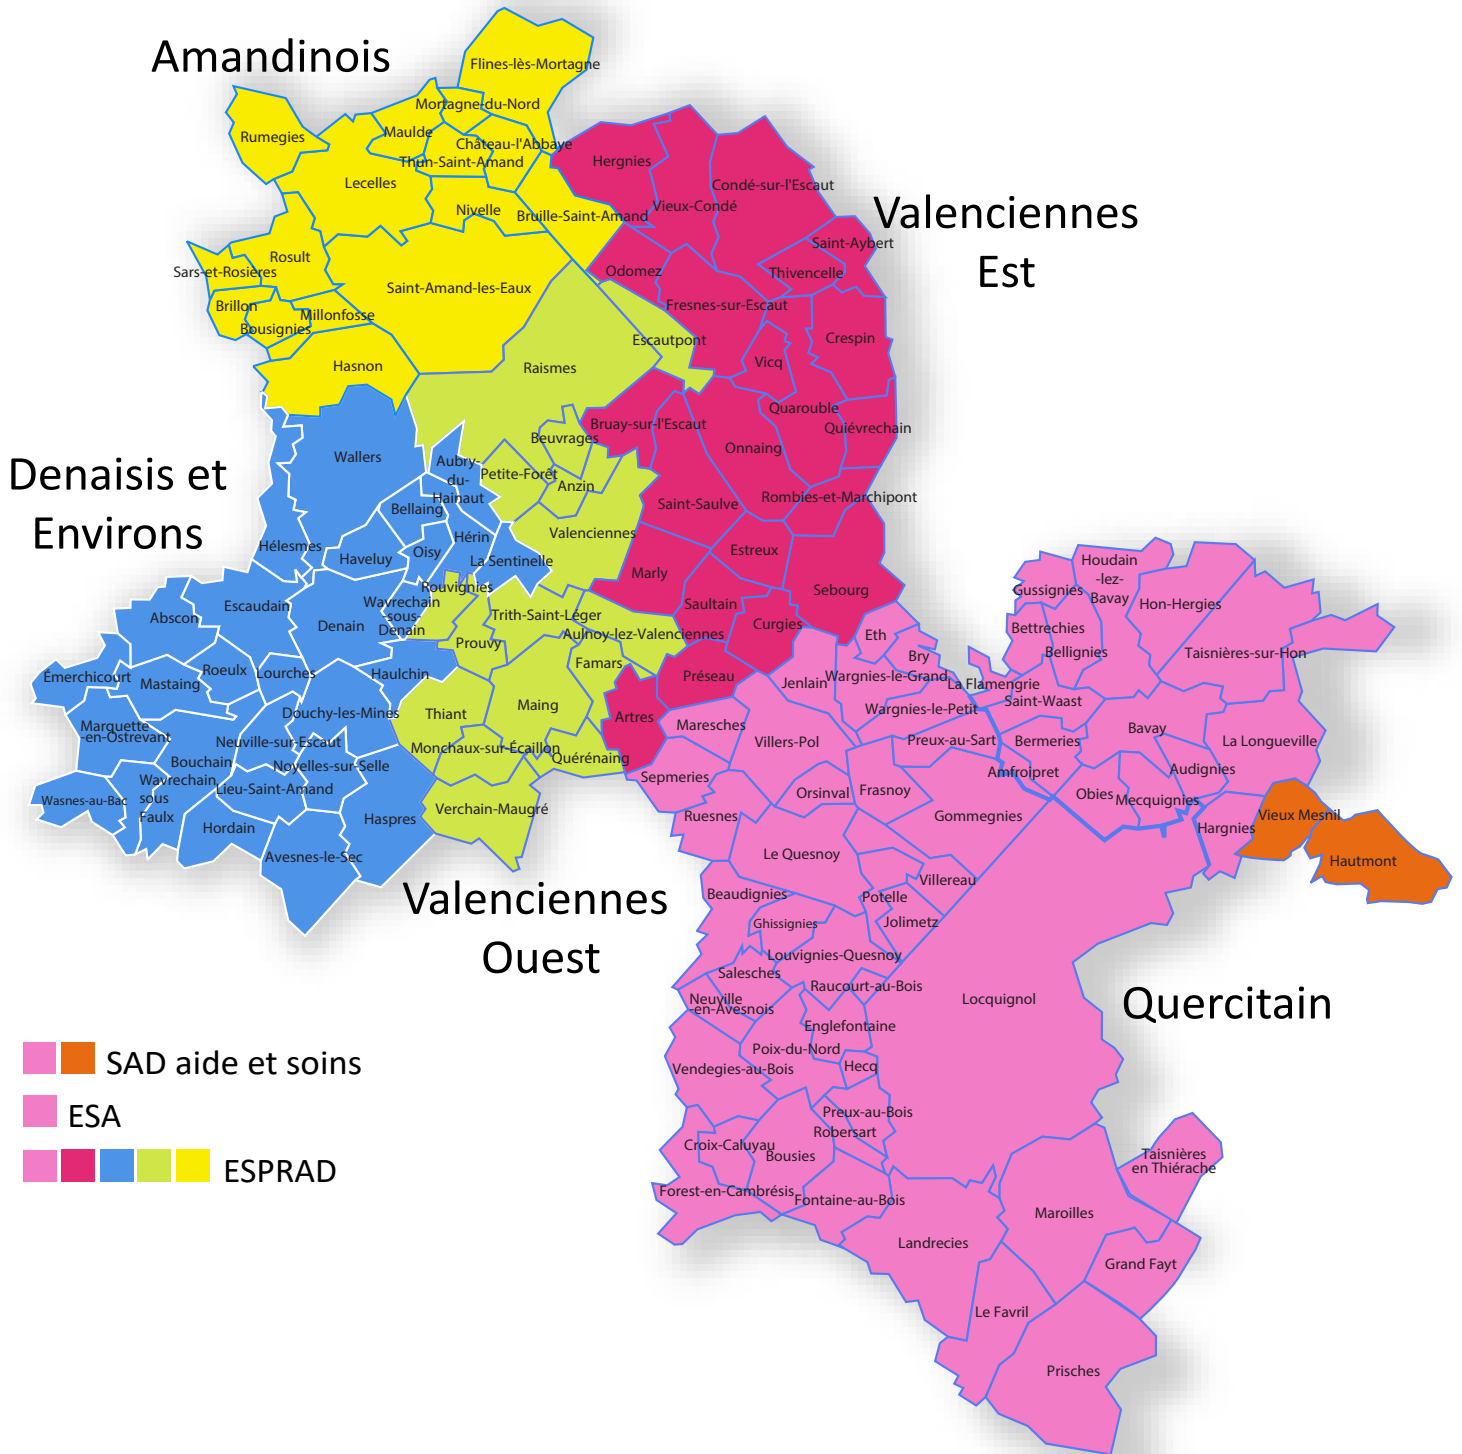 Amandinois
Flines-lès-Mortagne
Mortagne-du-Nord
Rumegies
Maulde
Château-l'Abbaye
Thun-Saint-Amand
Lecelles
Nivelle
Bruille-Saint-Amand
Rosult
Sars-et-Rosières
Saint-Amand-les-Eaux
Brillon
Millonfosse
Bousignies
Hasnon
Valenciennes
Est
Hergnies
Condé-sur-l'Escaut
Vieux-Condé
Saint-Aybert
Odomez
Thivencelle
Fresnes-sur-Escaut
Crespin
Vicq
Quarouble
Quiévrechain
Bruay-sur-l'Escaut
Onnaing
Rombies-et-Marchipont
Saint-Saulve
Estreux
Marly
Sebourg
Saultain
Curgies
Préseau
Artres
Escautpont
Raismes
Beuvrages
Petite-Forêt
Anzin
Valenciennes
Rouvignies
Trith-Saint-Léger
Aulnoy-lez-Valenciennes
Prouvy
Famars
Maing
Thiant
Monchaux-sur-Écaillon
Quérénaing
Verchain-Maugré
Valenciennes
Ouest
Denaisis et
Environs
Wallers
Aubry-
du-
Hainaut
Bellaing
Hérin
Hélesmes
Haveluy
Oisy
La Sentinelle
Escaudain
Wavrechain
-sous-
Denain
Abscon
Denain
Roeulx
Lourches
Haulchin
Émerchicourt
Mastaing
Douchy-les-Mines
Marquette
-en-Ostrevant
Neuville-sur-Escaut
Bouchain
Noyelles-sur-Selle
Wavrechain
sous
Faulx
Lieu-Saint-Amand
Wasnes-au-Bac
Hordain
Haspres
Avesnes-le-Sec
Quercitain
Houdain
-lez-
Bavay
Gussignies
Hon-Hergies
Bettrechies
Bellignies
Taisnières-sur-Hon
Eth
Bry
Wargnies-le-Grand
La Flamengrie
Jenlain
Saint-Waast
Wargnies-le-Petit
Maresches
Bavay
Villers-Pol
Preux-au-Sart
Bermeries
La Longueville
Sepmeries
Amfroipret
Audignies
Orsinval
Frasnoy
Obies
Mecquignies
Ruesnes
Gommegnies
Hargnies
Vieux Mesnil
Hautmont
Le Quesnoy
Villereau
Beaudignies
Potelle
Ghissignies
Jolimetz
Louvignies-Quesnoy
Salesches
Raucourt-au-Bois
Neuville
-en-Avesnois
Locquignol
Englefontaine
Poix-du-Nord
Vendegies-au-Bois
Hecq
Preux-au-Bois
Robersart
Croix-Caluyau
Bousies
Taisnières
en Thiérache
Forest-en-Cambrésis
Fontaine-au-Bois
Maroilles
Landrecies
Grand Fayt
Le Favril
Prisches
SAD aide et soins
ESA
ESPRAD